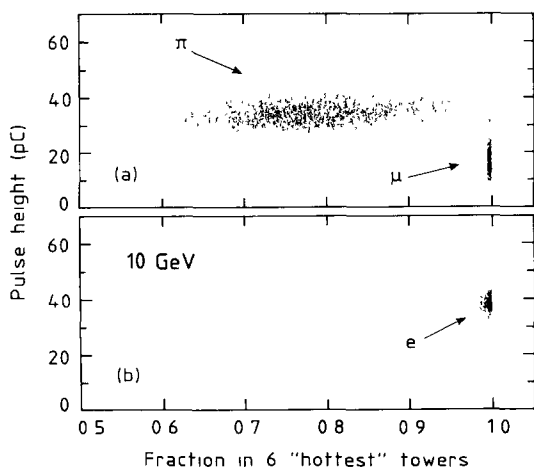 Pulse height (pC)
60
40
20
0
π
μ
(a)
60
40
20
0
10 GeV
e
(b)
0 5
0 6
0 7
0 8
0 9
1 0
Fraction in 6 "hottest" towers